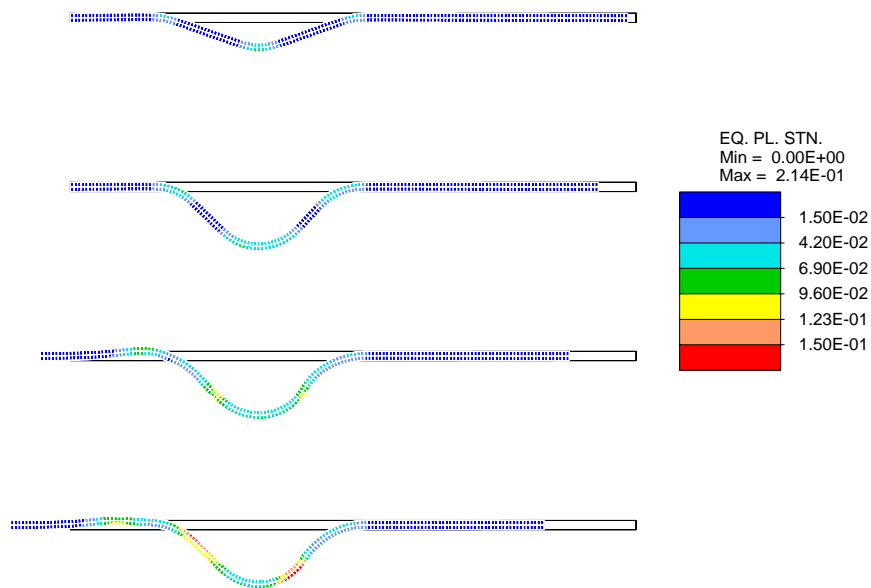 EQ. PL. STN.
Min = 0.00E+00
Max = 2.14E-01
1.50E-02
4.20E-02
6.90E-02
9.60E-02
1.23E-01
1.50E-01